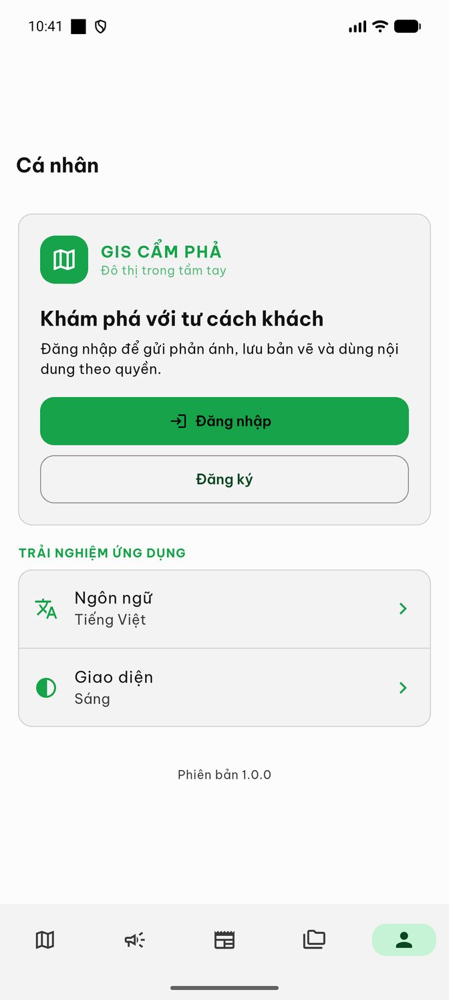 10:41
Cá nhân
GIS CẨM PHẢ
Đô thị trong tầm tay
Khám phá với tư cách khách
Đăng nhập để gửi phản ánh, lưu bản vẽ và dùng nội
dung theo quyền.
Đăng nhập
Đăng ký
TRẢI NGHIỆM ỨNG DỤNG
Ngôn ngữ
Tiếng Việt
Giao diện
Sáng
Phiên bản 1.0.0